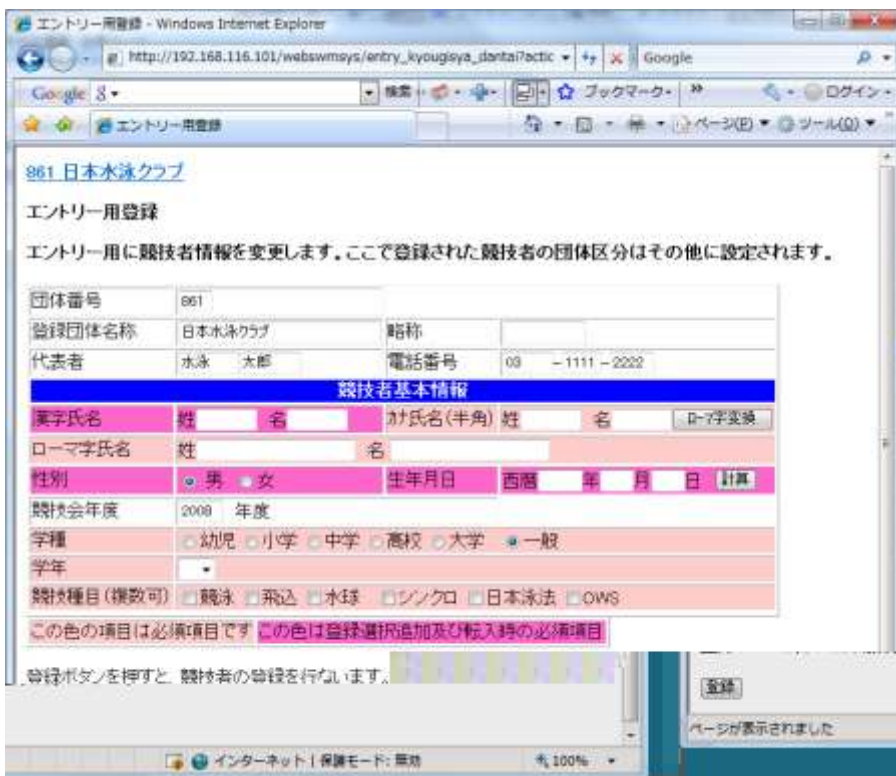 エントリー用登録 - Windows Internet Explorer
http://192.168.116.101/webswmsys/entry_kyougisya_dantai?actic
Google
Google
検索
ブックマーク
ログイン
エントリー用登録
ページ(P)
ツール(O)
861 日本水泳クラブ
エントリー用登録
エントリー用に競技者情報を変更します。ここで登録された競技者の団体区分はその他に設定されます。
団体番号 861
登録団体名称 日本水泳クラブ 略称
代表者 水泳 太郎 電話番号 03 - 1111 - 2222
競技者基本情報
漢字氏名 姓 名 カナ氏名(半角) 姓 名 ローマ字変換
ローマ字氏名 姓 名
性別 男 女 生年月日 西暦 年 月 日 計算
競技会年度 2008 年度
学種 幼児 小学 中学 高校 大学 一般
学年
競技種目(複数可) 競泳 飛込 水球 シンクロ 日本泳法 OWS
この色の項目は必須項目です この色は登録選択追加及び転入時の必須項目
登録ボタンを押すと、競技者の登録を行ないます。
登録
ページが表示されました
インターネット | 保護モード: 無効
100%